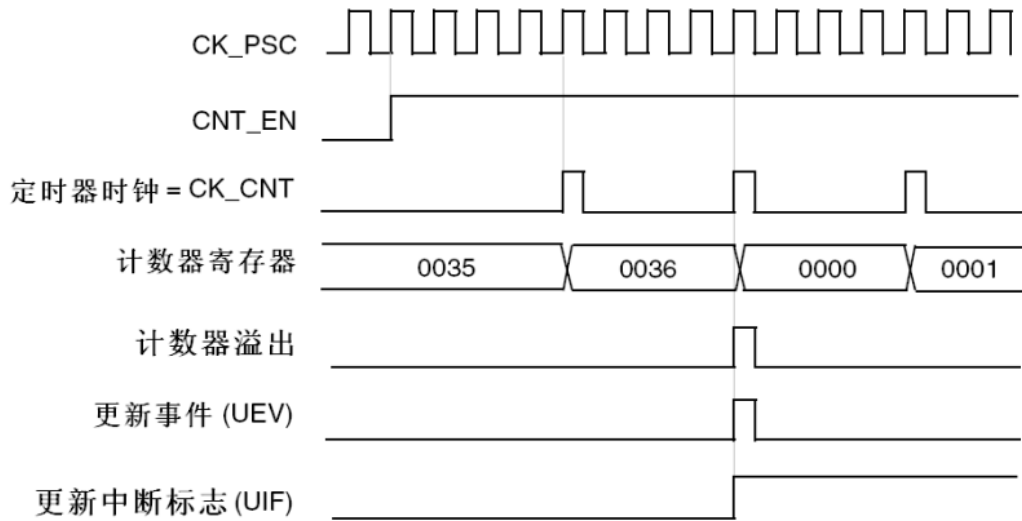 CK_PSC
CNT_EN
定时器时钟 = CK_CNT
计数器寄存器 0035 0036 0000 0001
计数器溢出
更新事件 (UEV)
更新中断标志 (UIF)